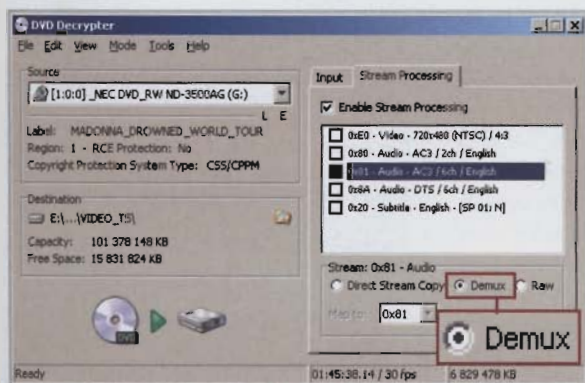 DVD Decrypter
File Edit View Mode Tools Help
Source
[1:0:0] _NEC DVD_RW ND-3500AG (G:)
L E
Label: MADONNA_DROWNED_WORLD_TOUR
Region: 1 - RCE Protection: No
Copyright Protection System Type: CSS/CPPM
Destination
E:\...\VIDEO_TS\
Capacity: 101 378 148 KB
Free Space: 15 831 824 KB
DVD
Input Stream Processing
Enable Stream Processing
0xE0 - Video - 720x480 (NTSC) / 4:3
0x80 - Audio - AC3 / 2ch / English
0x81 - Audio - AC3 / 6ch / English
0x8A - Audio - DTS / 6ch / English
0x20 - Subtitle - English - [SP 01: N]
Stream: 0x81 - Audio
Direct Stream Copy Demux Raw
Map to: 0x81
Demux
Ready 01:45:38.14 / 30 fps 6 829 478 KB